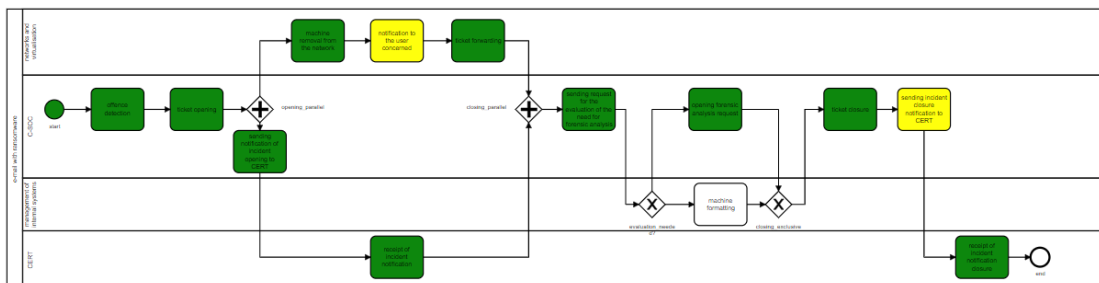 e-mail with ransomware
networks and
virtualisation
machine
removal from
the network
notification to
the user
concerned
ticket forwarding
C-SOC
start
offense
detection
ticket opening
opening_parallel
sending
notification of
incident
opening to
CERT
closing_parallel
sending request
for the
evaluation of the
need for
forensic analysis
opening forensic
analysis request
ticket closure
sending incident
closure
notification to
CERT
management of
internal systems
evaluation_neede
d?
machine
formatting
closing_exclusive
CERT
receipt of
incident
notification
receipt of
incident
notification
closure
end